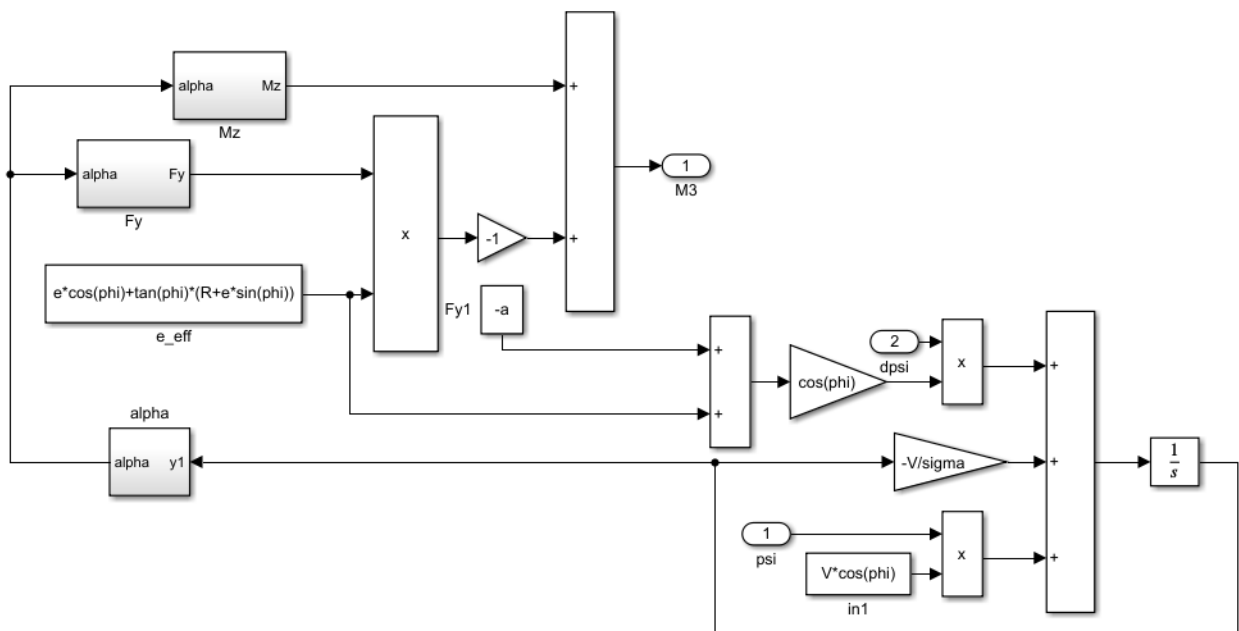 alpha Mz
Mz
+
alpha Fy
Fy
x
-1
+
1
M3
e*cos(phi)+tan(phi)*(R+e*sin(phi))
e_eff
Fy1
-a
+
+
cos(phi)
2
dpsi
x
+
alpha
alpha y1
-V/sigma
+
1
s
1
psi
V*cos(phi)
in1
x
+